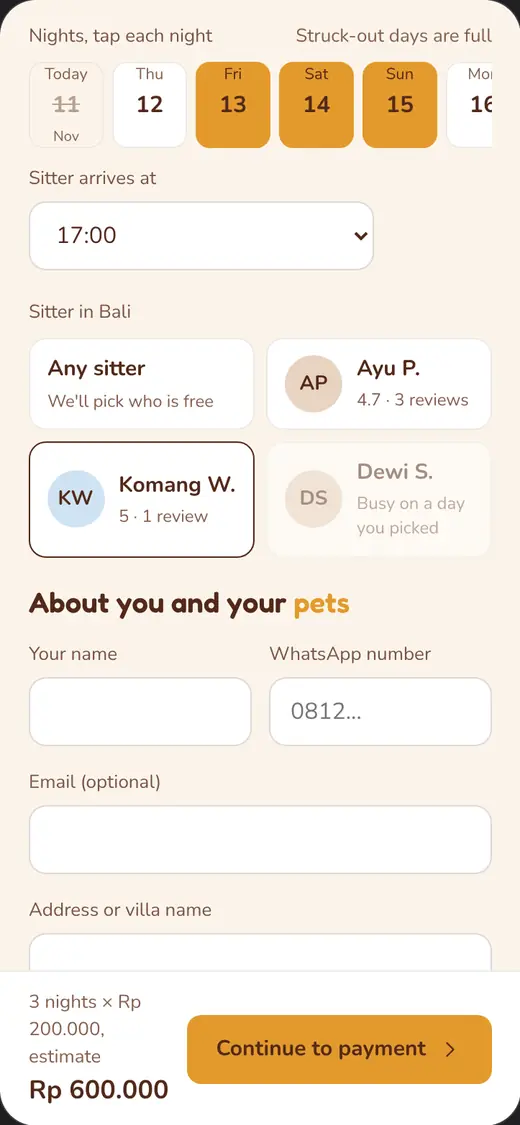 Nights, tap each night
Struck-out days are full
Today
11
Nov
Thu
12
Fri
13
Sat
14
Sun
15
Mon
16
Sitter arrives at
17:00
Sitter in Bali
Any sitter
We'll pick who is free
AP
Ayu P.
4.7 · 3 reviews
KW
Komang W.
5 · 1 review
DS
Dewi S.
Busy on a day
you picked
About you and your pets
Your name
WhatsApp number
0812...
Email (optional)
Address or villa name
3 nights × Rp
200.000,
estimate
Rp 600.000
Continue to payment